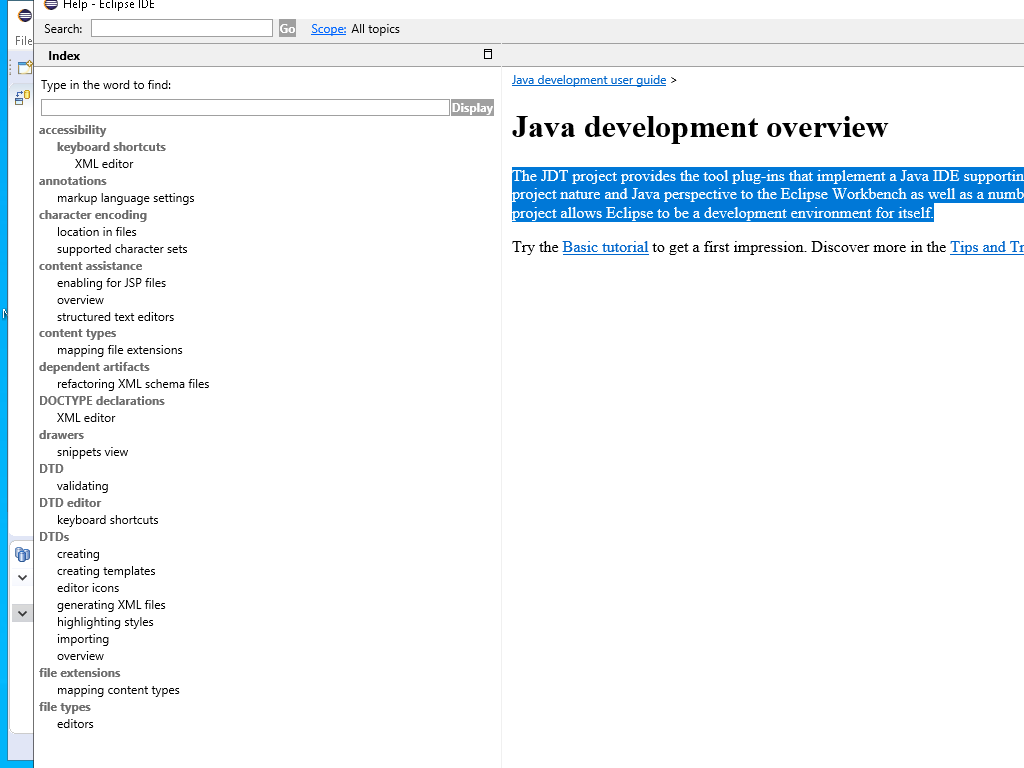 Help - Eclipse IDE
File
Search:
Go
Scope: All topics
Index
Type in the word to find:
Display
accessibility
keyboard shortcuts
XML editor
annotations
markup language settings
character encoding
location in files
supported character sets
content assistance
enabling for JSP files
overview
structured text editors
content types
mapping file extensions
dependent artifacts
refactoring XML schema files
DOCTYPE declarations
XML editor
drawers
snippets view
DTD
validating
DTD editor
keyboard shortcuts
DTDs
creating
creating templates
editor icons
generating XML files
highlighting styles
importing
overview
file extensions
mapping content types
file types
editors
Java development user guide >
Java development overview
The JDT project provides the tool plug-ins that implement a Java IDE supportin
project nature and Java perspective to the Eclipse Workbench as well as a numb
project allows Eclipse to be a development environment for itself.
Try the Basic tutorial to get a first impression. Discover more in the Tips and Tr